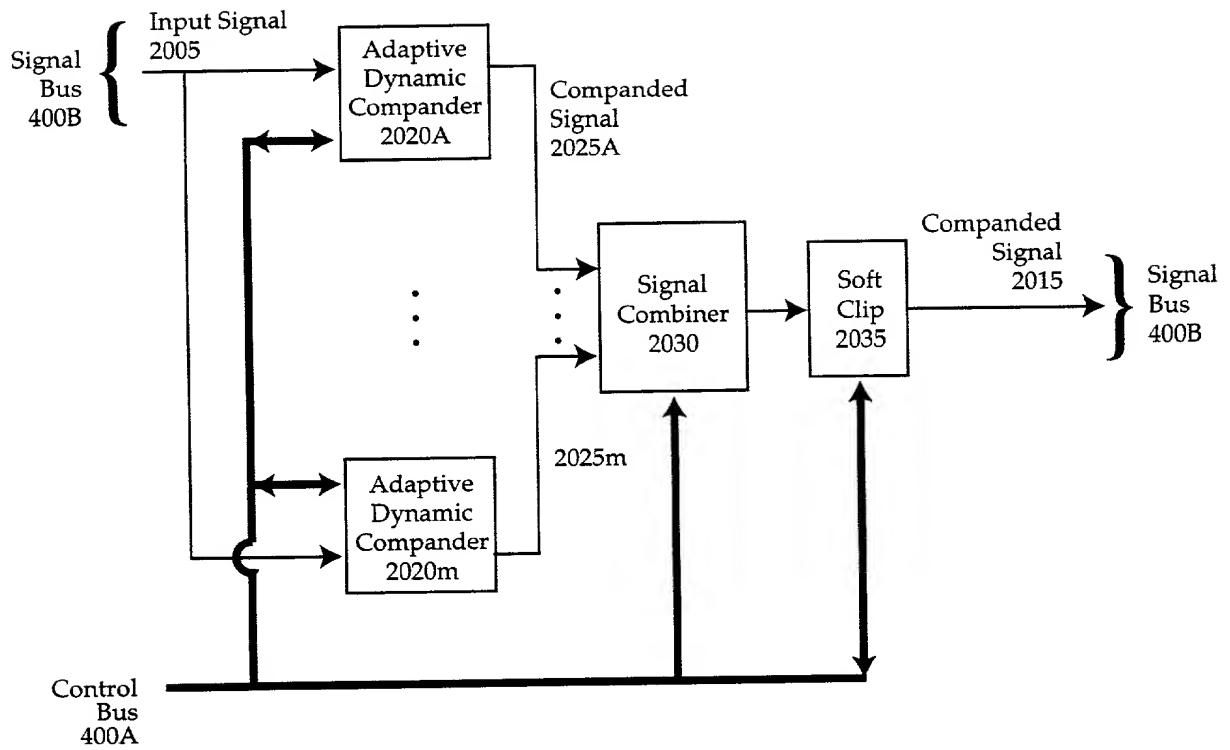 Input Signal
2005
Signal
Bus
400B
Adaptive
Dynamic
Compander
2020A
Companded
Signal
2025A
Signal
Combiner
2030
Soft
Clip
2035
Companded
Signal
2015
Signal
Bus
400B
2025m
Adaptive
Dynamic
Compander
2020m
Control
Bus
400A